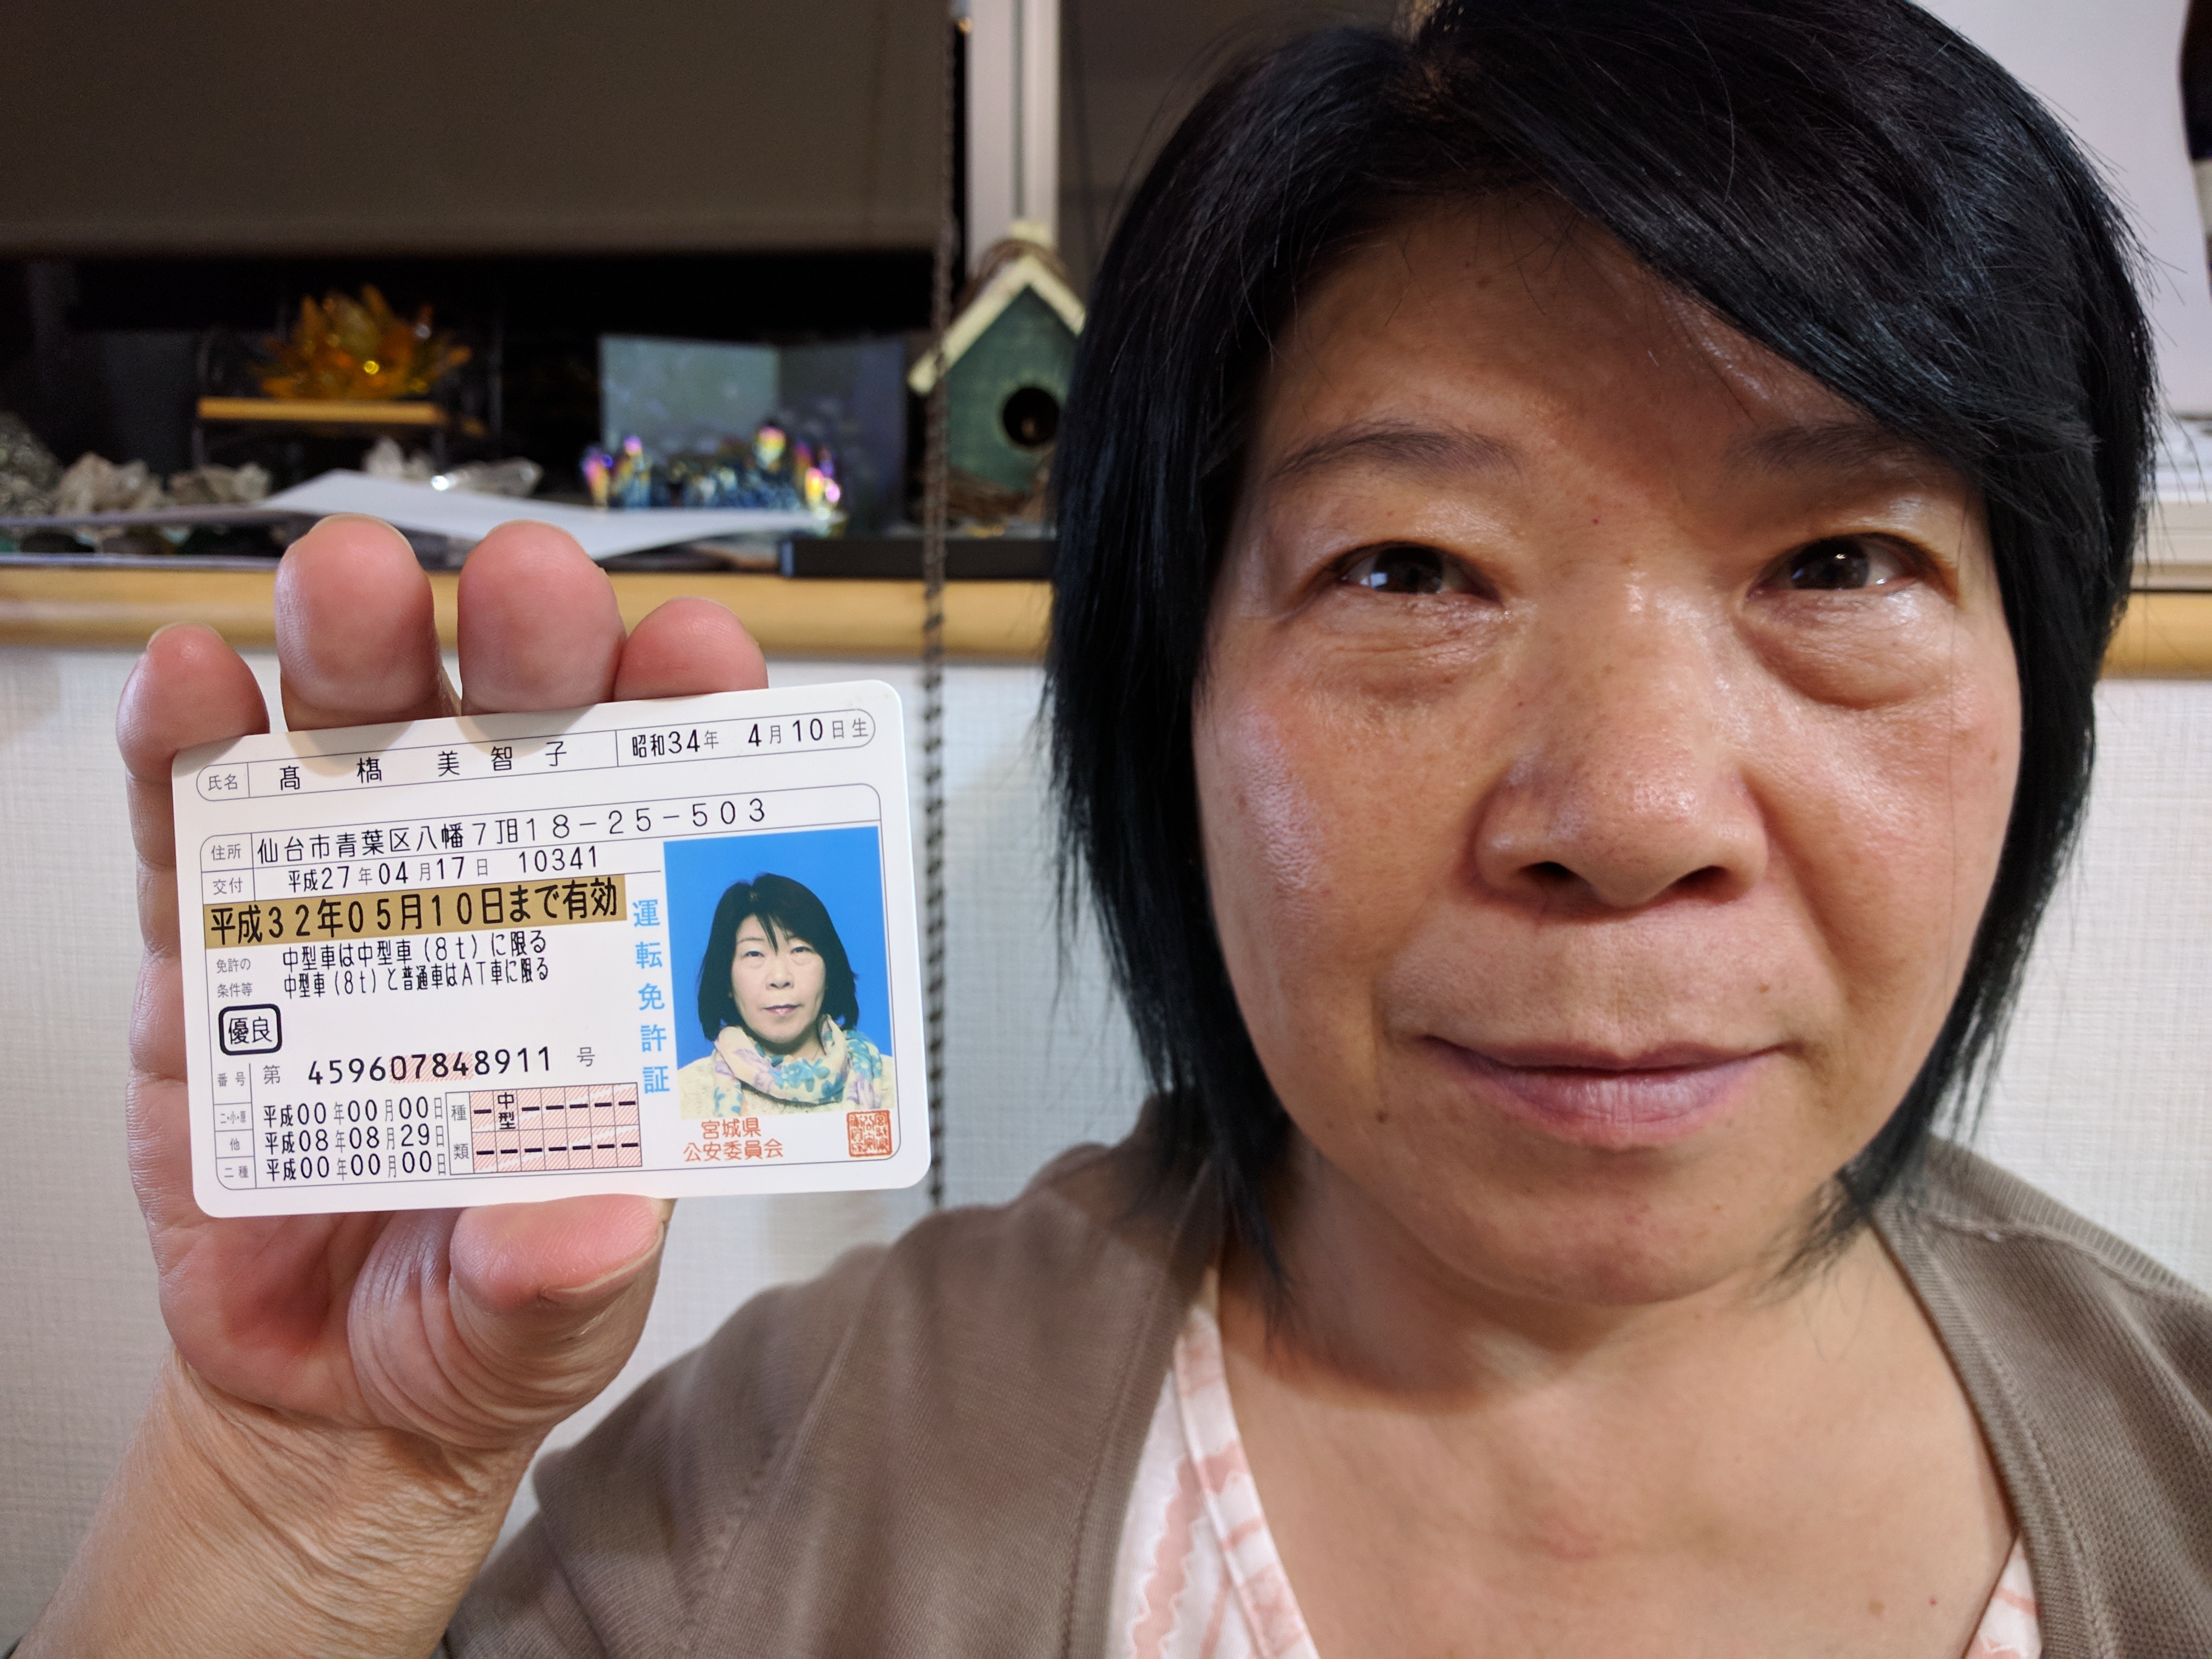 氏名 髙橋 美智子 昭和34年 4月10日生
住所 仙台市青葉区八幡7丁目18-25-503
交付 平成27年04月17日 10341
平成32年05月10日まで有効
免許の条件等 中型車は中型車(8t)に限る
中型車(8t)と普通車はAT車に限る
優良
番号 第 459607848911 号
二・小・原 平成00年00月00日
他 平成08年08月29日
二種 平成00年00月00日
種類 中型
運転免許証
宮城県
公安委員会